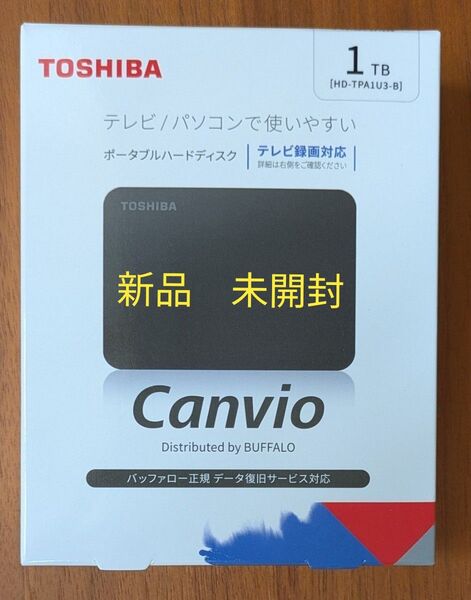 TOSHIBA
1 TB
[HD-TPA1U3-B]
テレビ/パソコンで使いやすい
ポータブルハードディスク
テレビ録画対応
詳細は右側をご確認ください
TOSHIBA
新品 未開封
Canvio
Distributed by BUFFALO
バッファロー正規 データ復旧サービス対応